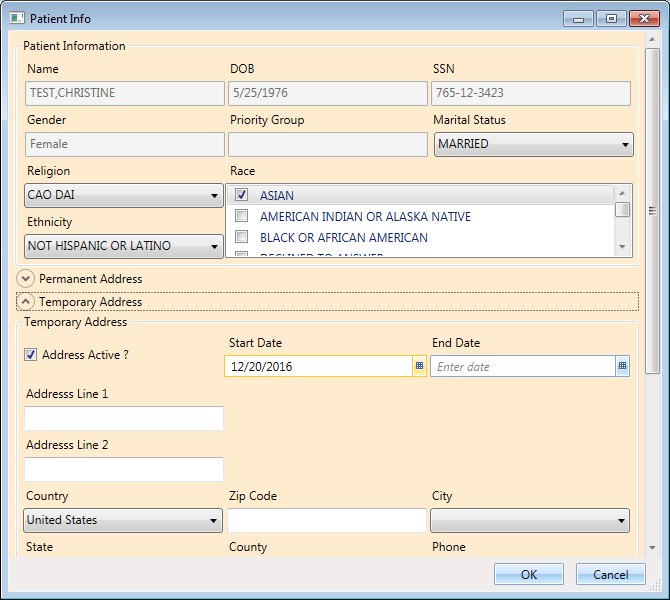 Patient Info
Patient Information
Name DOB SSN
TEST,CHRISTINE 5/25/1976 765-12-3423
Gender Priority Group Marital Status
Female MARRIED
Religion Race
CAO DAI ASIAN
AMERICAN INDIAN OR ALASKA NATIVE
Ethnicity
NOT HISPANIC OR LATINO BLACK OR AFRICAN AMERICAN
DECLINED TO ANSWER
Permanent Address
Temporary Address
Temporary Address
Address Active ? Start Date End Date
12/20/2016 Enter date
Addresss Line 1
Addresss Line 2
Country Zip Code City
United States
State County Phone
OK Cancel